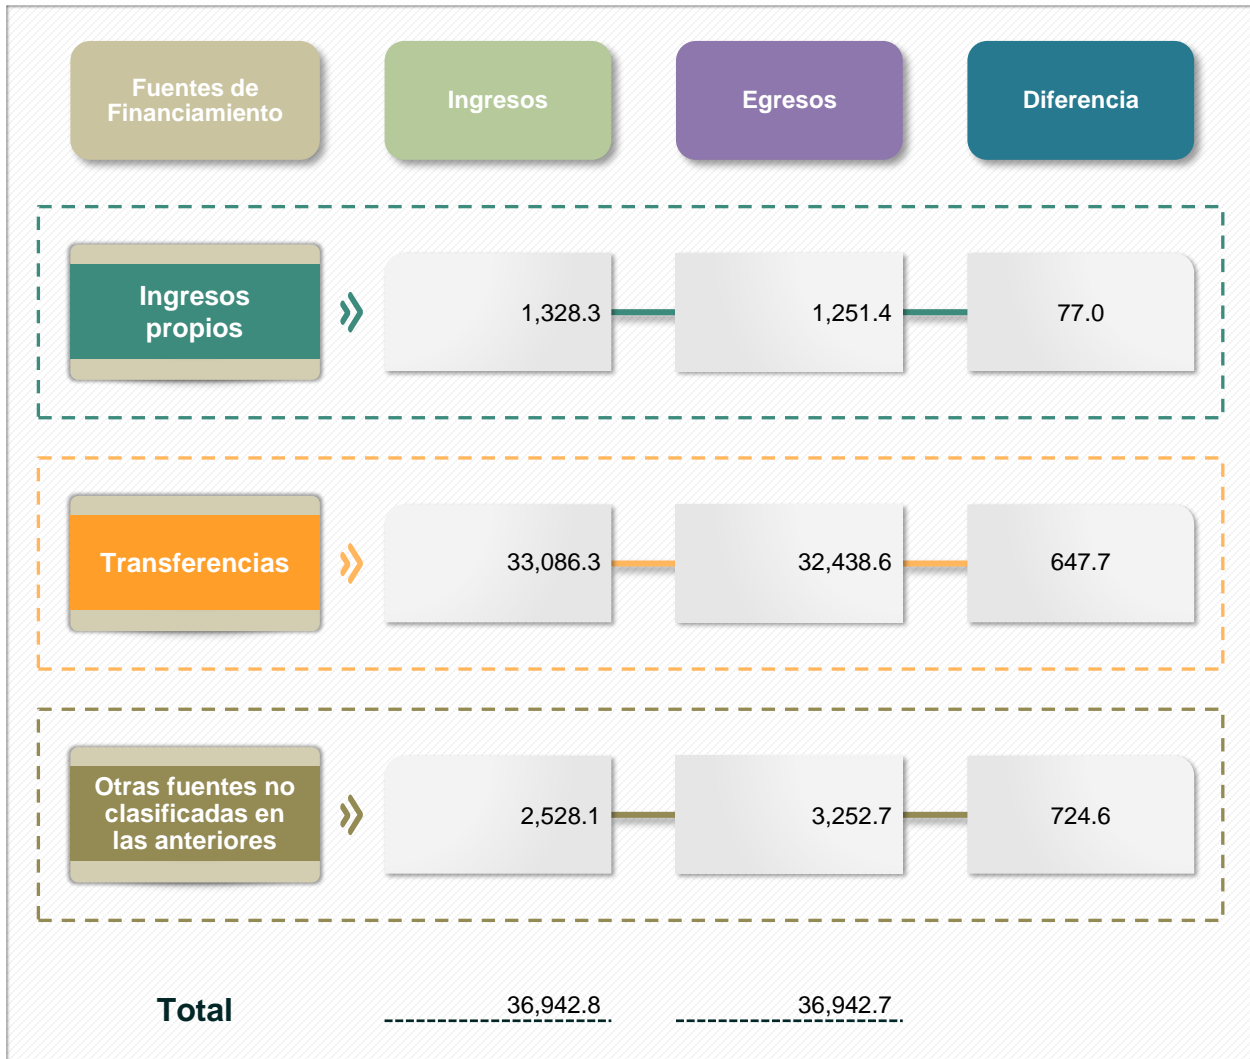 Fuentes de
Financiamiento
Ingresos
Egresos
Diferencia
Ingresos
propios
1,328.3
1,251.4
77.0
Transferencias
33,086.3
32,438.6
647.7
Otras fuentes no
clasificadas en
las anteriores
2,528.1
3,252.7
724.6
Total
36,942.8
36,942.7